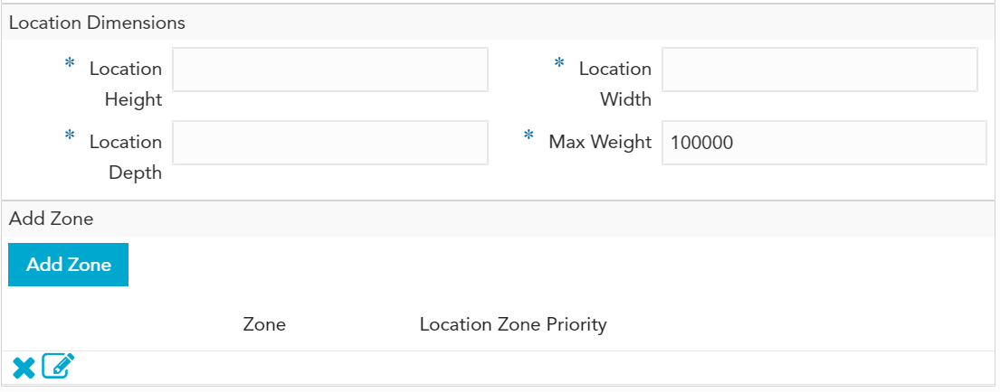 Location Dimensions
* Location Height
* Location Width
* Location Depth
* Max Weight 100000
Add Zone
Add Zone
Zone Location Zone Priority